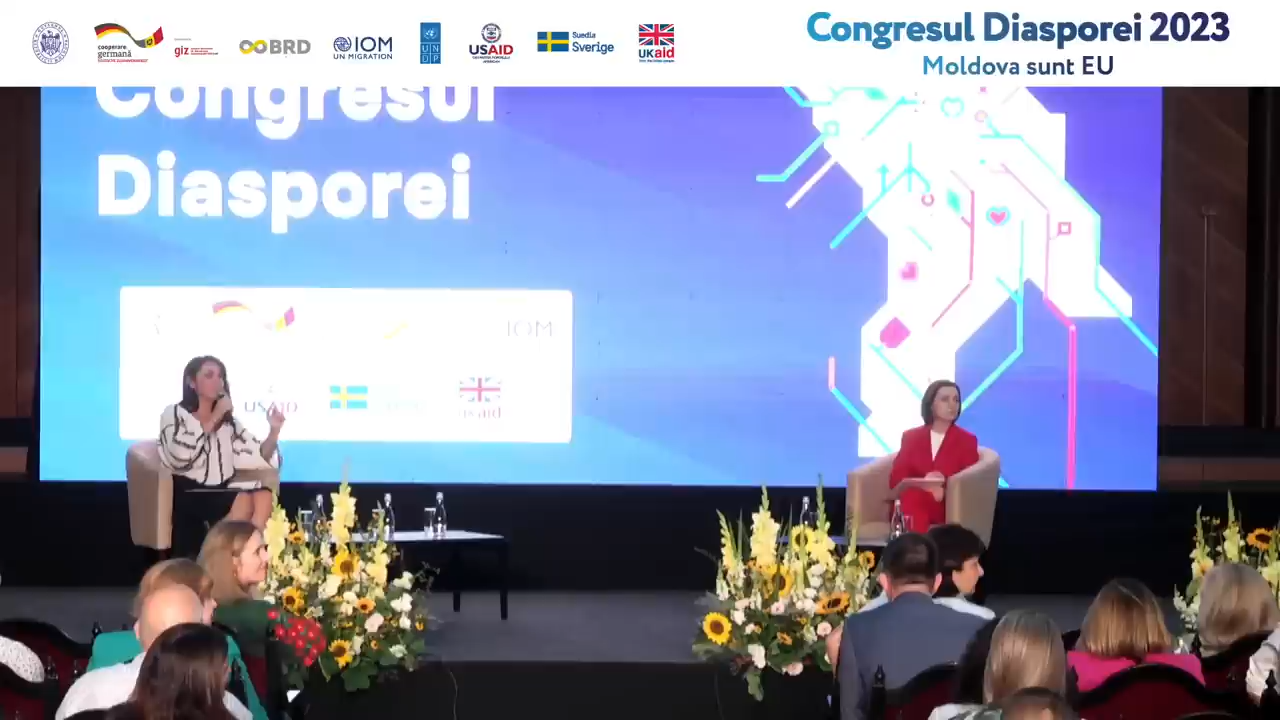 cooperare
germană
giz
BRD
IOM
UN MIGRATION
U N
D P
USAID
Suedia
Sverige
UKaid
Congresul Diasporei 2023
Moldova sunt EU
Congresul
Diasporei
IOM
USAID
ukaid